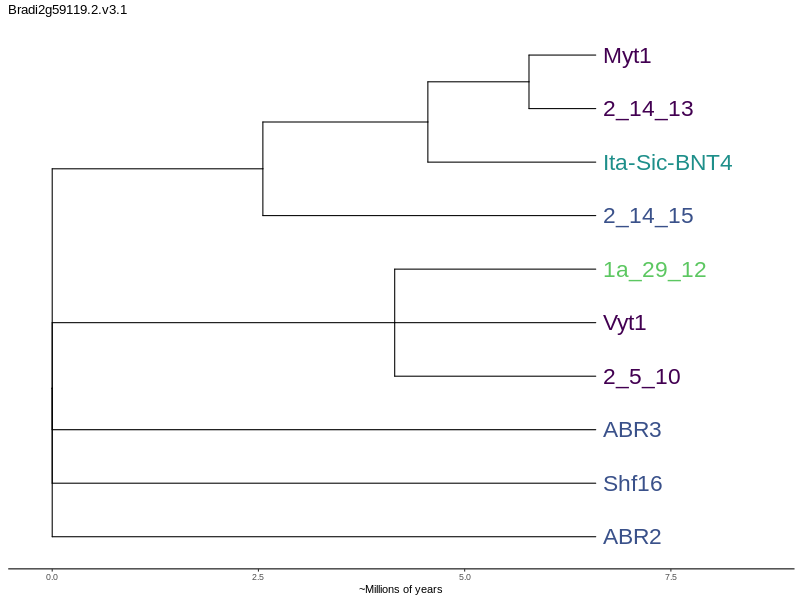 Bradi2g59119.2.v3.1
Myt1
2_14_13
Ita-Sic-BNT4
2_14_15
1a_29_12
Vyt1
2_5_10
ABR3
Shf16
ABR2
0.0 2.5 5.0 7.5
~Millions of years